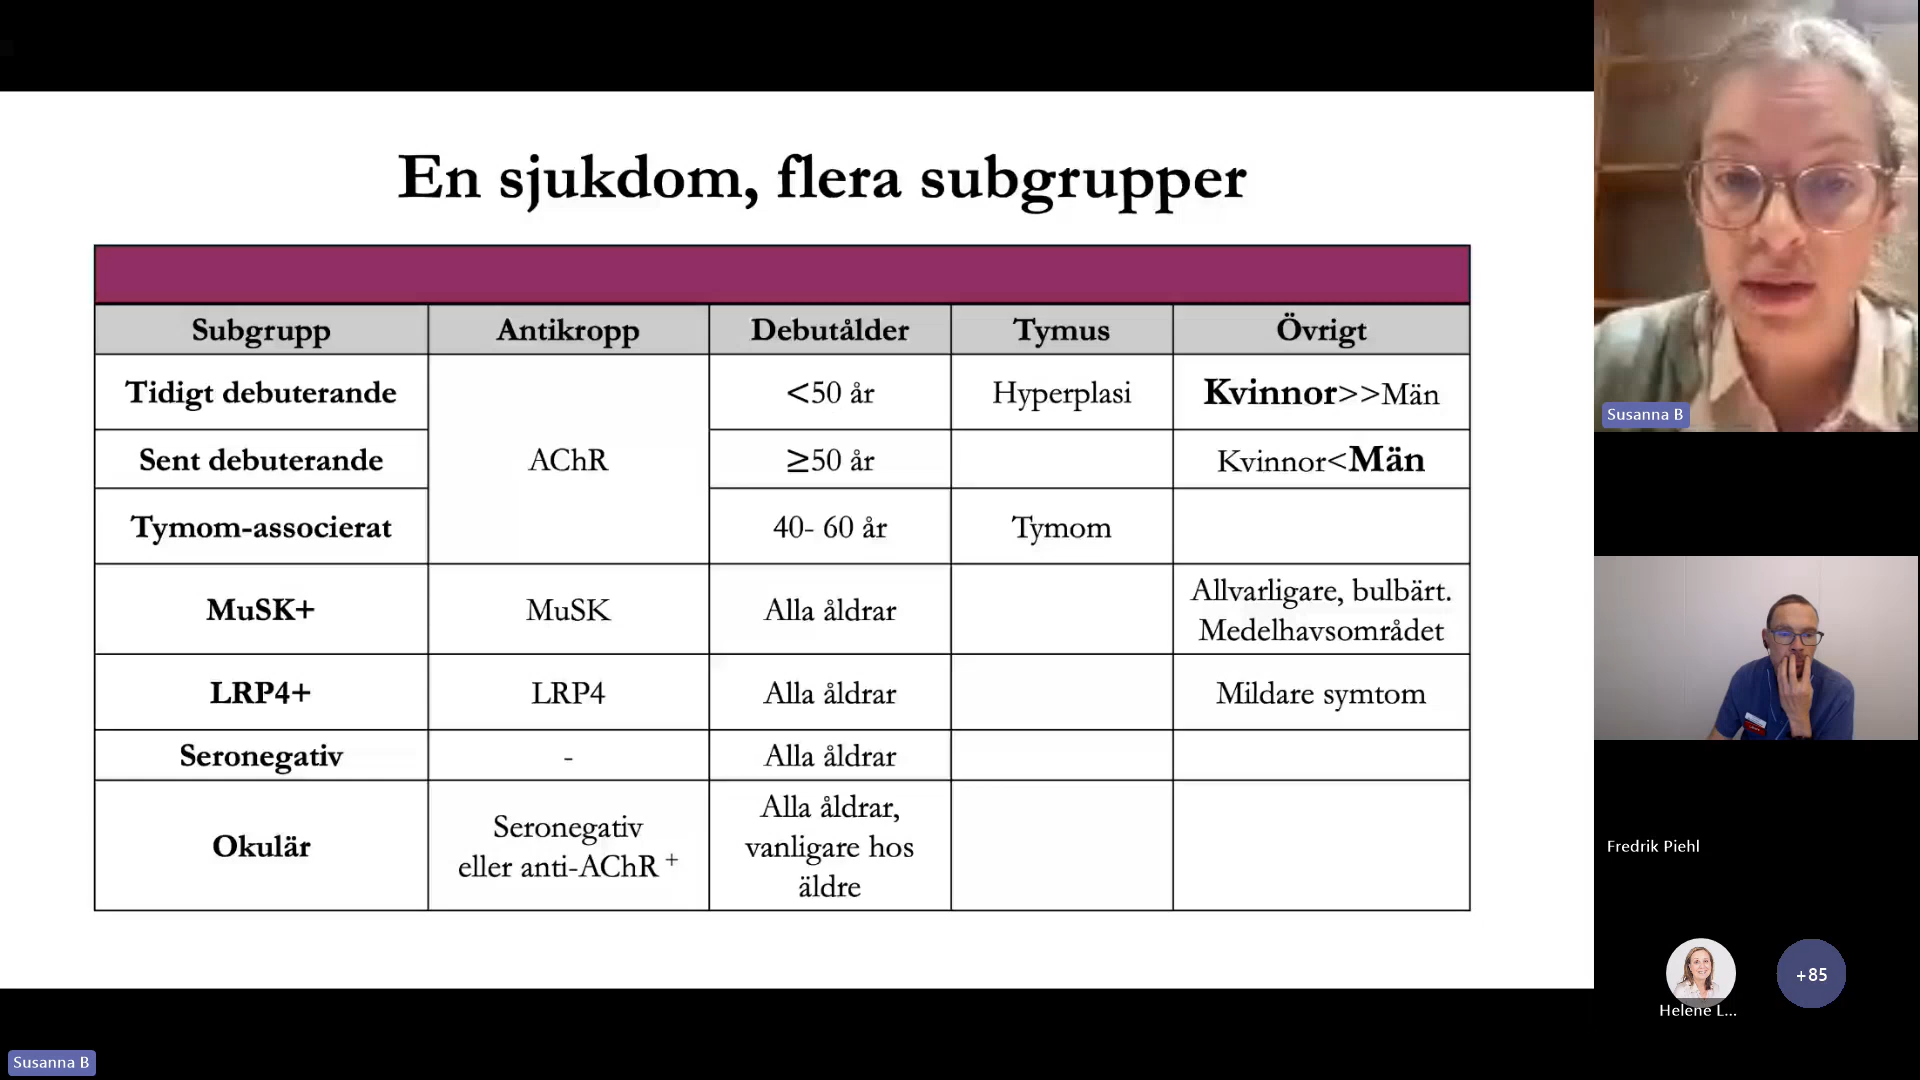 En sjukdom, flera subgrupper
Subgrupp Antikropp Debutålder Tymus Övrigt
Tidigt debuterande AChR <50 år Hyperplasi Kvinnor>>Män
Sent debuterande ≥50 år Kvinnor<Män
Tymom-associerat 40- 60 år Tymom
MuSK+ MuSK Alla åldrar Allvarligare, bulbärt.
Medelhavsområdet
LRP4+ LRP4 Alla åldrar Mildare symtom
Seronegativ - Alla åldrar
Okulär Seronegativ
eller anti-AChR +
Alla åldrar,
vanligare hos
äldre
Susanna B
Fredrik Piehl
Helene L...
+85
Susanna B